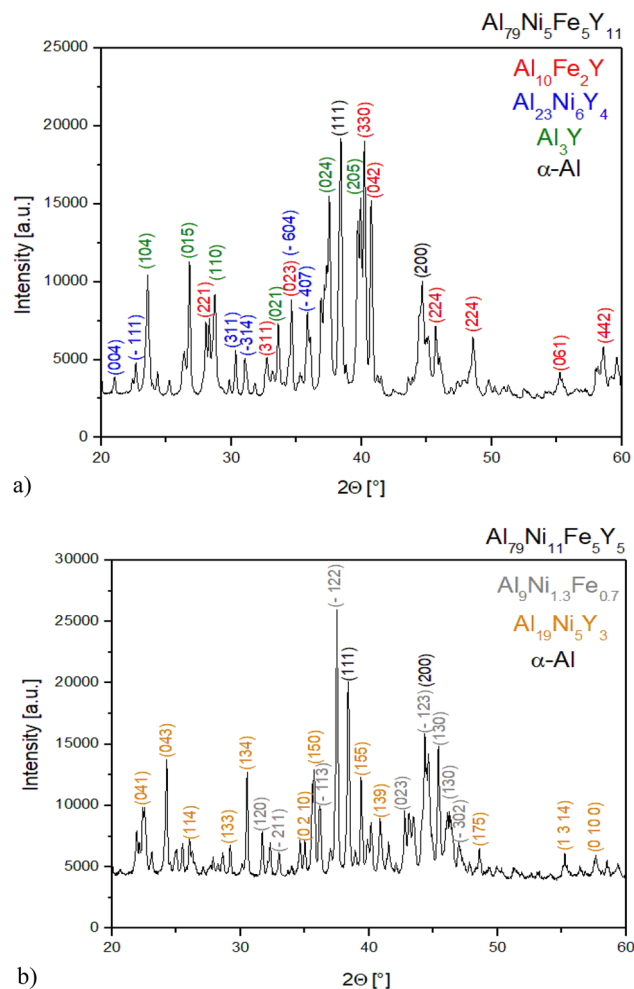 Al79Ni5Fe5Y11
Al10Fe2Y
Al23Ni6Y4
Al3Y
α-Al
25000
20000
15000
10000
5000
0
Intensity [a.u.]
(004)
(- 111)
(104)
(015)
(221)
(110)
(311)
(-314)
(311)
(021)
(023)
(- 604)
(- 407)
(024)
(111)
(205)
(330)
(042)
(200)
(224)
(224)
(061)
(442)
20 30 40 50 60
2Θ [°]
a)
Al79Ni11Fe5Y5
Al9Ni1.3Fe0.7
Al19Ni5Y3
α-Al
30000
25000
20000
15000
10000
5000
0
Intensity [a.u.]
(041)
(043)
(114)
(133)
(134)
(120)
(- 211)
(0 2 10)
(150)
(- 113)
(- 122)
(111)
(155)
(139)
(023)
(- 123)
(200)
(130)
(130)
(- 302)
(175)
(1 3 14)
(0 10 0)
20 30 40 50 60
2Θ [°]
b)